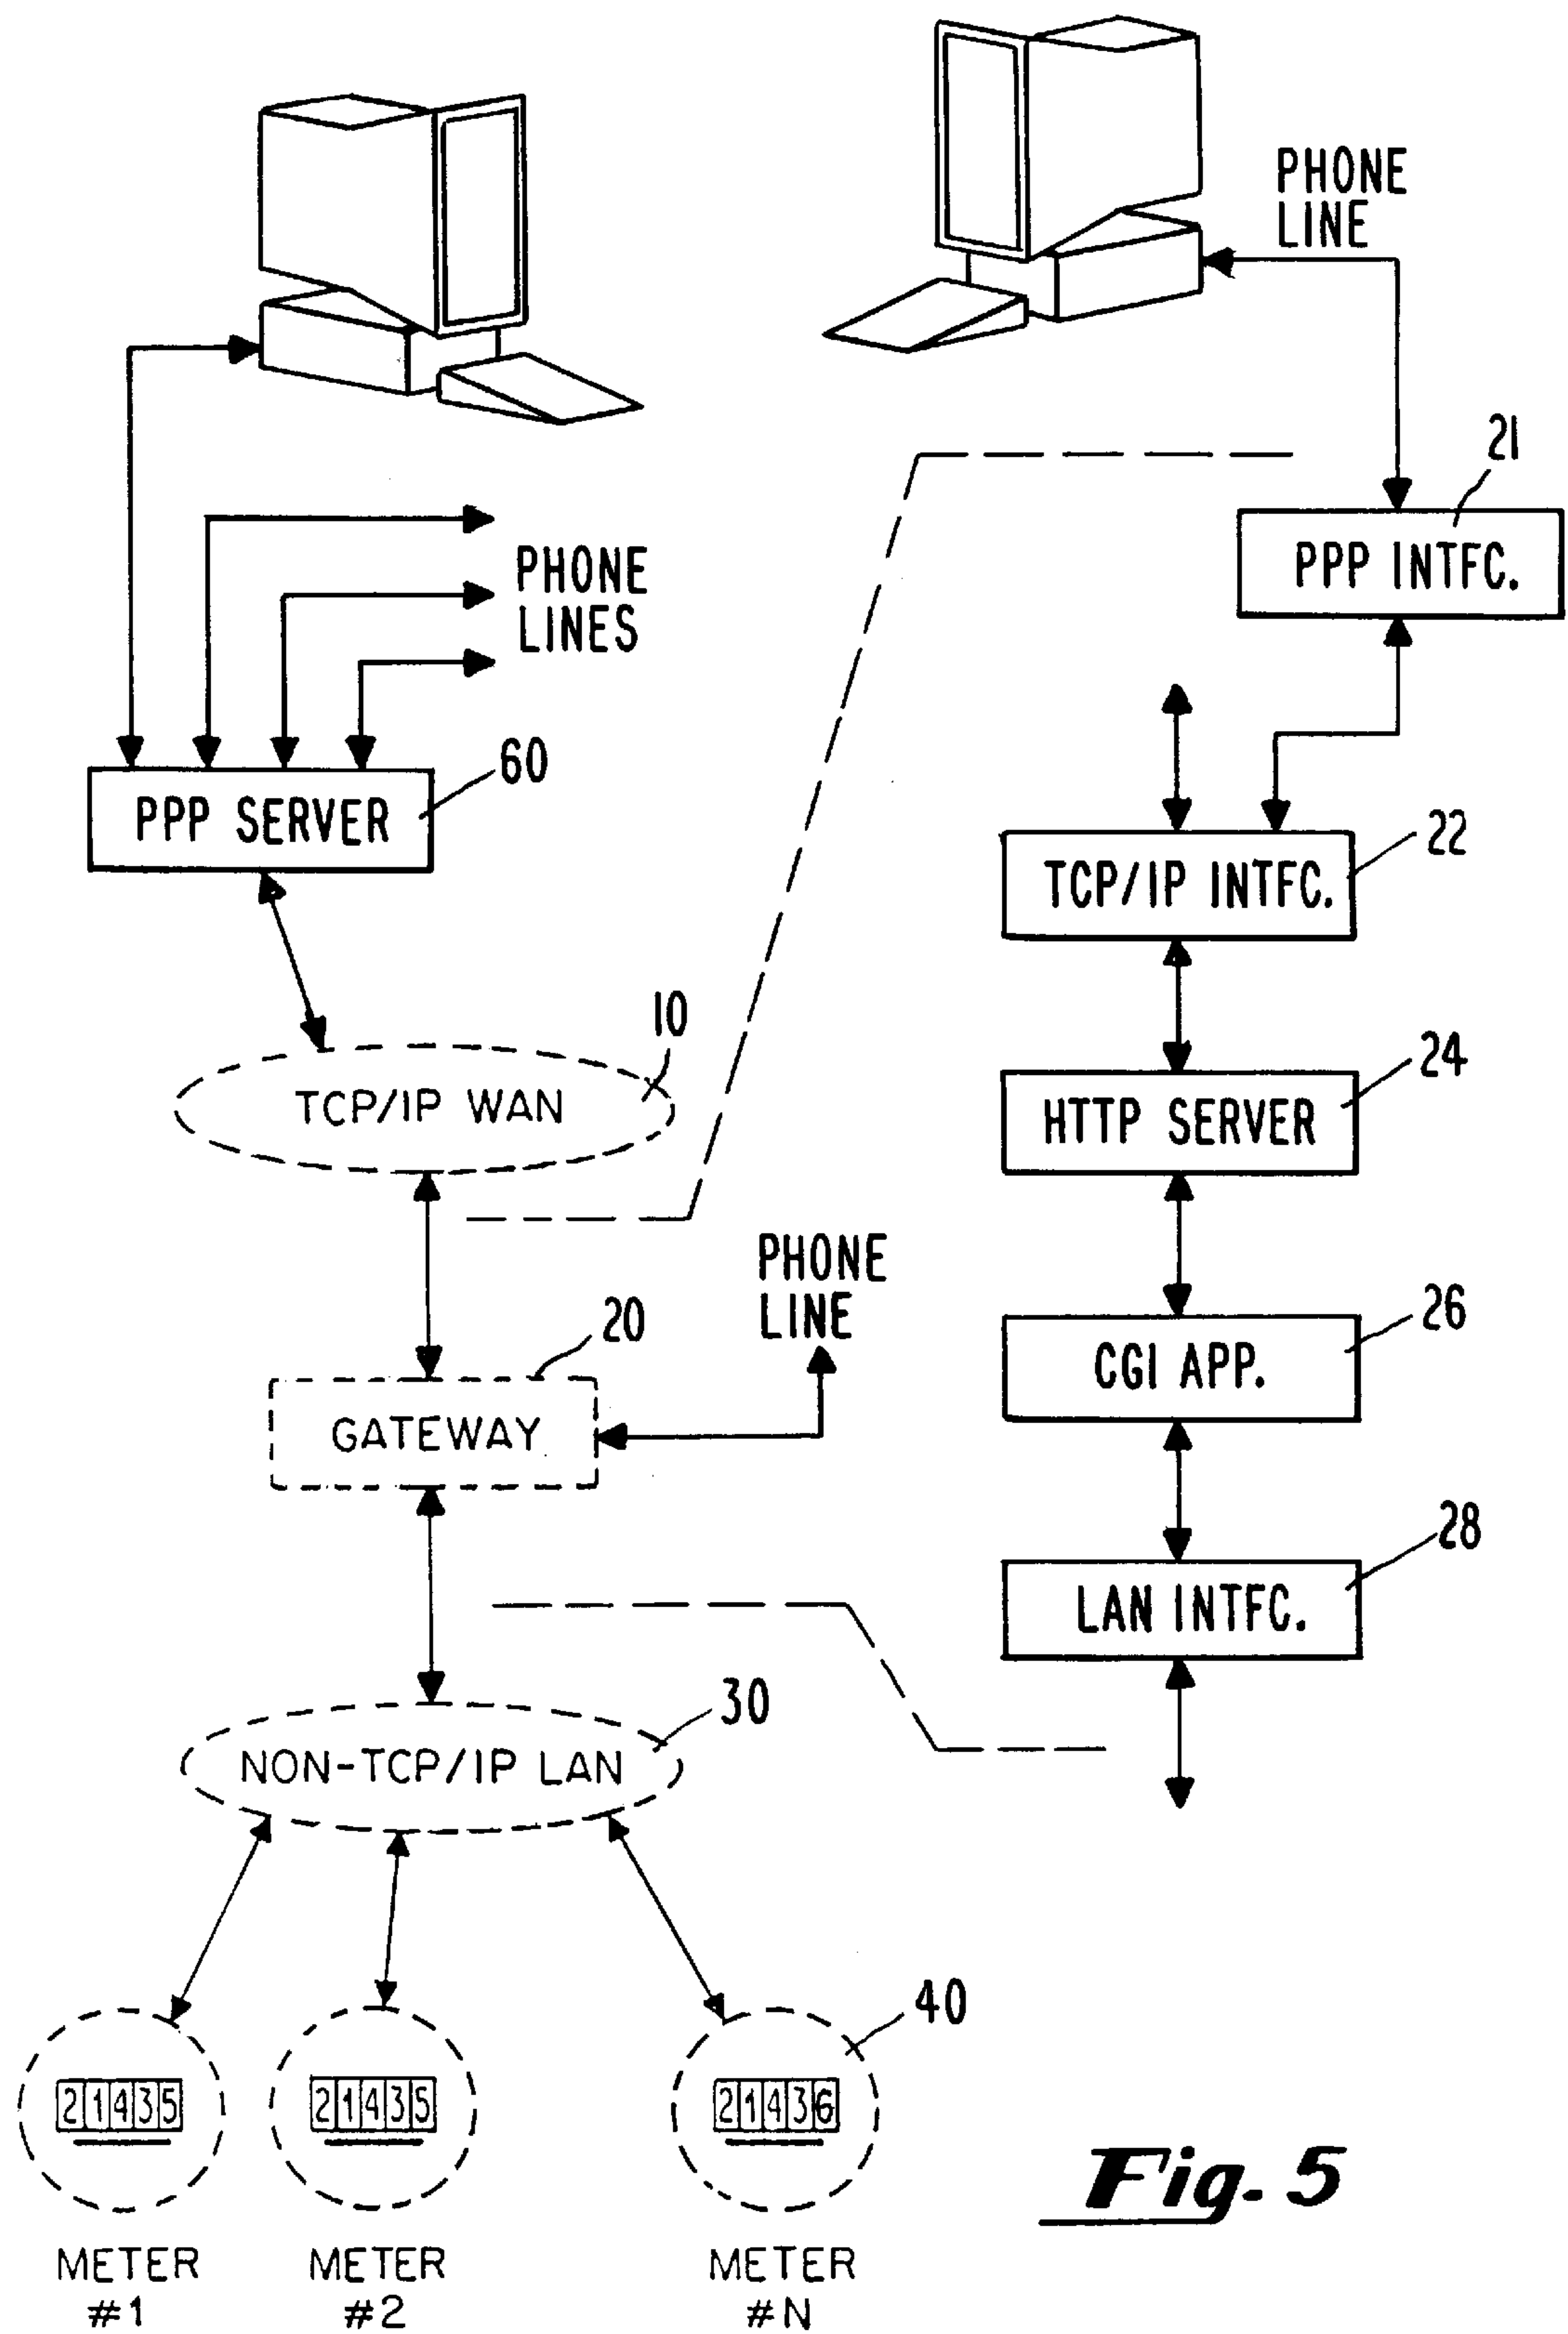 PHONE
LINE
21
PPP INTFC.
PHONE
LINES
60
PPP SERVER
22
TCP/IP INTFC.
10
TCP/IP WAN
24
HTTP SERVER
PHONE
LINE
20
GATEWAY
26
CGI APP.
28
LAN INTFC.
30
NON-TCP/IP LAN
40
21435
21435
21436
METER
#1
METER
#2
METER
#N
Fig. 5